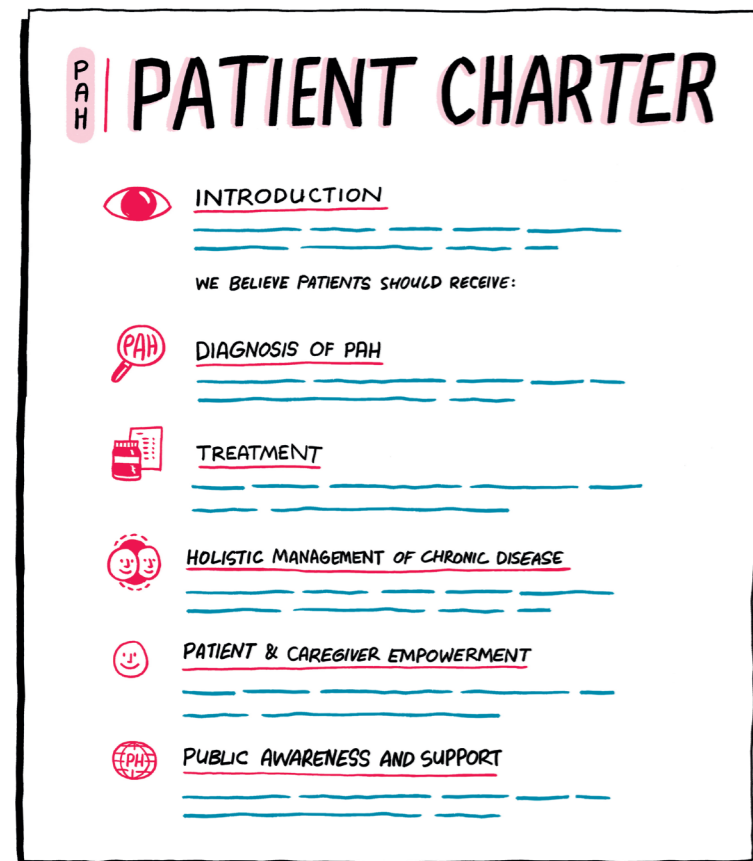 PAH
PATIENT CHARTER
INTRODUCTION
WE BELIEVE PATIENTS SHOULD RECEIVE:
PAH
DIAGNOSIS OF PAH
TREATMENT
HOLISTIC MANAGEMENT OF CHRONIC DISEASE
PATIENT & CAREGIVER EMPOWERMENT
PH
PUBLIC AWARENESS AND SUPPORT